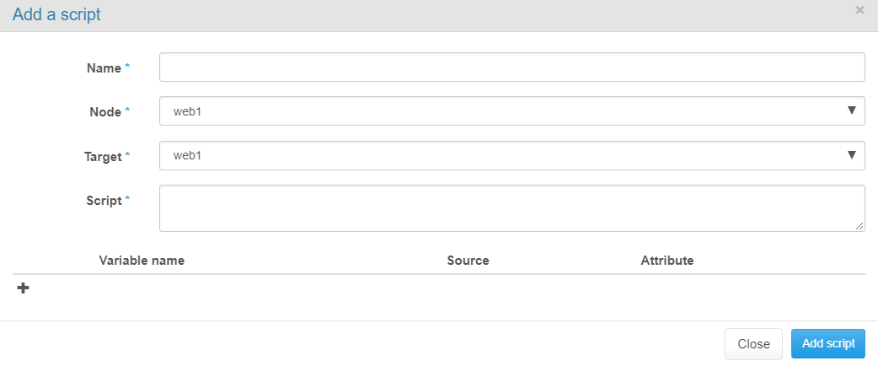 Add a script ×
Name *
Node * web1
Target * web1
Script *
Variable name Source Attribute
+
Close Add script